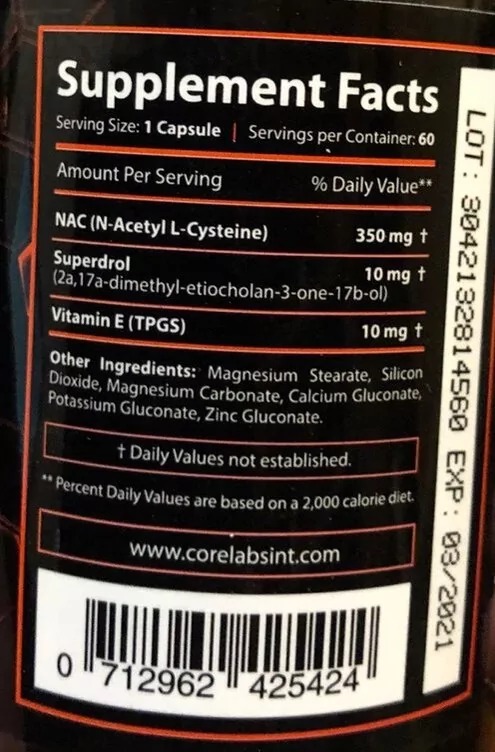 Supplement Facts
Serving Size: 1 Capsule | Servings per Container: 60
Amount Per Serving % Daily Value**
NAC (N-Acetyl L-Cysteine) 350 mg †
Superdrol 10 mg †
(2a,17a-dimethyl-etiocholan-3-one-17b-ol)
Vitamin E (TPGS) 10 mg †
Other Ingredients: Magnesium Stearate, Silicon
Dioxide, Magnesium Carbonate, Calcium Gluconate,
Potassium Gluconate, Zinc Gluconate.
† Daily Values not established.
** Percent Daily Values are based on a 2,000 calorie diet.
www.corelabsint.com
0 712962 425424
LOT: 3042132814560 EXP: 03/2021